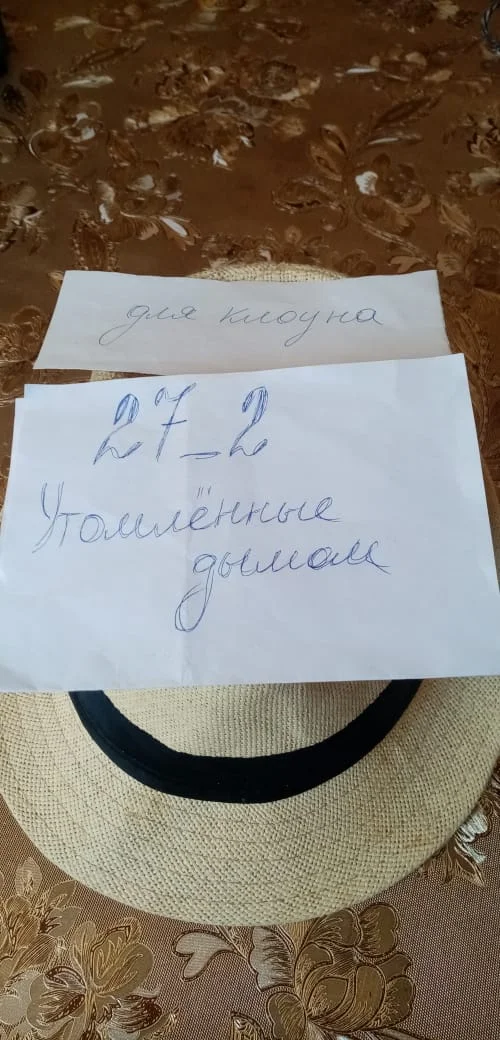 для клоуна
27_2
Утомлённые
дымом